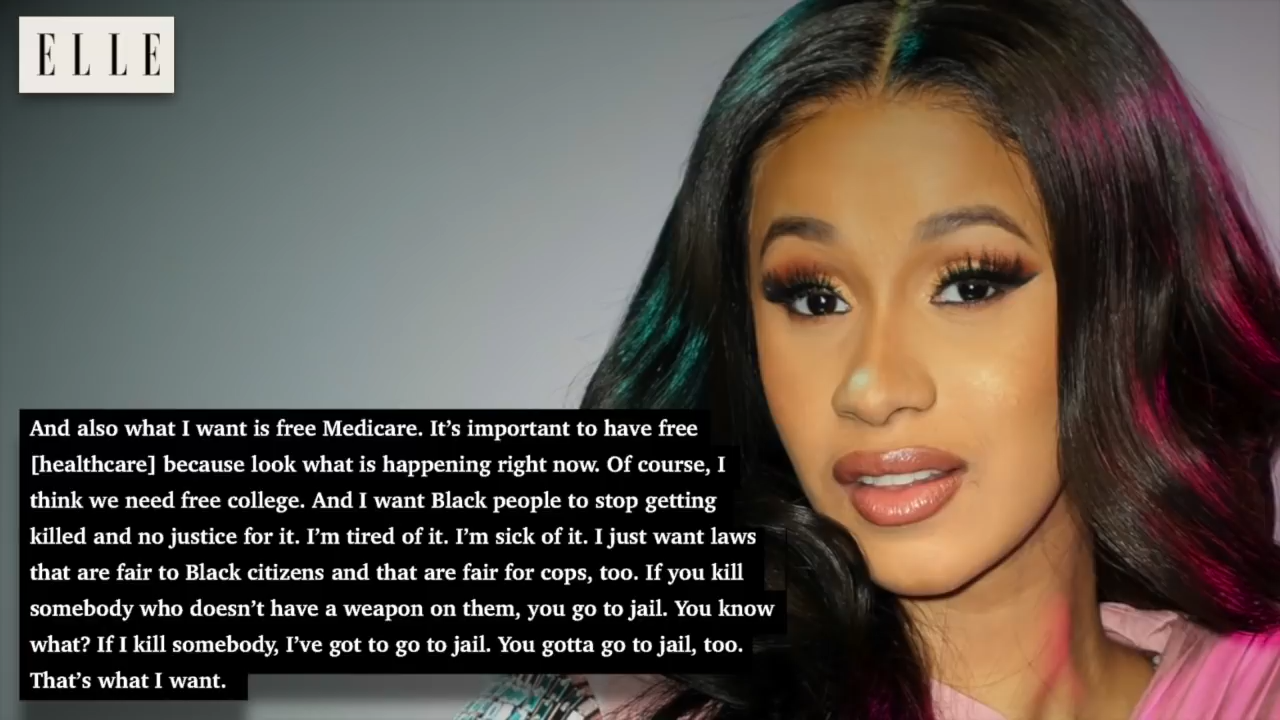 ELLE
And also what I want is free Medicare. It’s important to have free
[healthcare] because look what is happening right now. Of course, I
think we need free college. And I want Black people to stop getting
killed and no justice for it. I’m tired of it. I’m sick of it. I just want laws
that are fair to Black citizens and that are fair for cops, too. If you kill
somebody who doesn’t have a weapon on them, you go to jail. You know
what? If I kill somebody, I’ve got to go to jail. You gotta go to jail, too.
That’s what I want.